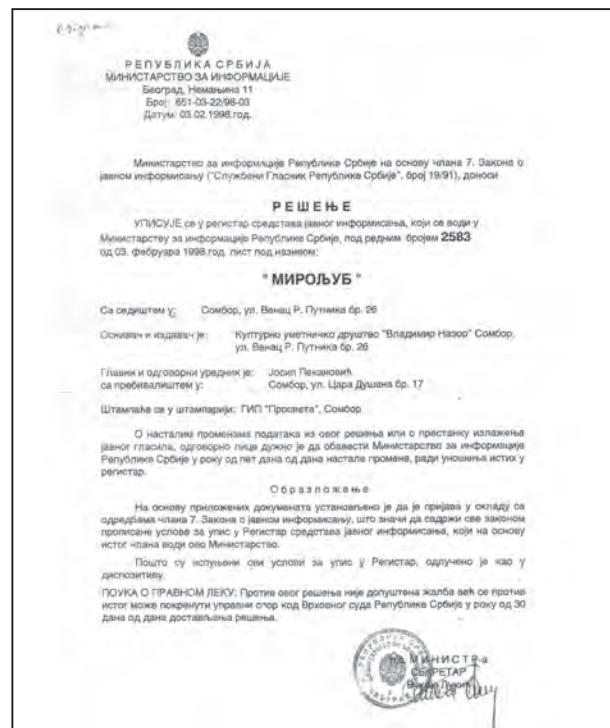 РЕПУБЛИКА СРБИЈА
МИНИСТАРСТВО ЗА ИНФОРМАЦИЈЕ
Београд, Немањина 11
Број: 651-03-22/98-03
Датум: 03.02.1998.год.
Министарство за информације Републике Србије на основу члана 7. Закона о
јавном информисању ("Службени Гласник Републике Србије", број 19/91), доноси
РЕШЕЊЕ
УПИСУЈЕ се у регистар средстава јавног информисања, који се води у
Министарству за информације Републике Србије, под редним бројем 2583
од 03. фебруара 1998.год. лист под називом:
" МИРОЉУБ "
Са седиштем у: Сомбор, ул. Венац Р. Путника бр. 26
Оснивач и издавач је: Културно уметничко друштво "Владимир Назор" Сомбор,
ул. Венац Р. Путника бр. 26
Главни и одговорни уредник је: Јосип Пекановић
са пребивалиштем у: Сомбор, ул. Цара Душана бр. 17
Штампаће се у штампарији: ГИП "Просвета", Сомбор
О насталим променама података из овог решења или о престанку излажења
јавног гласила, одговорно лице дужно је да обавести Министарство за информације
Републике Србије у року од пет дана од дана настале промене, ради уношења истих у
регистар.
Образложење
На основу приложених докумената установљено је да је пријава у складу са
одредбама члана 7. Закона о јавном информисању, што значи да садржи све законом
прописане услове за упис у Регистар средстава јавног информисања, који на основу
истог члана води ово Министарство.
Пошто су испуњени сви услови за упис у Регистар, одлучено је као у
диспозитиву.
ПОУКА О ПРАВНОМ ЛЕКУ: Против овог решења није допуштена жалба већ се против
истог може покренути управни спор код Врховног суда Републике Србије у року од 30
дана од дана достављања решења.
МИНИСТРА
СЕКРЕТАР